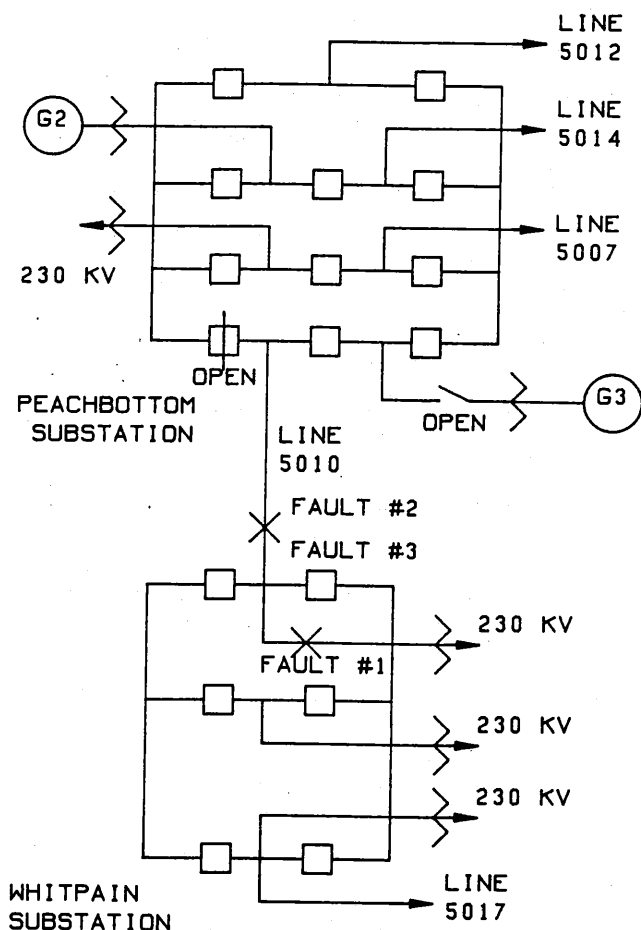 LINE
5012
G2
LINE
5014
LINE
5007
230 KV
OPEN
G3
OPEN
PEACHBOTTOM
SUBSTATION
LINE
5010
FAULT #2
FAULT #3
230 KV
FAULT #1
230 KV
230 KV
LINE
5017
WHITPAIN
SUBSTATION